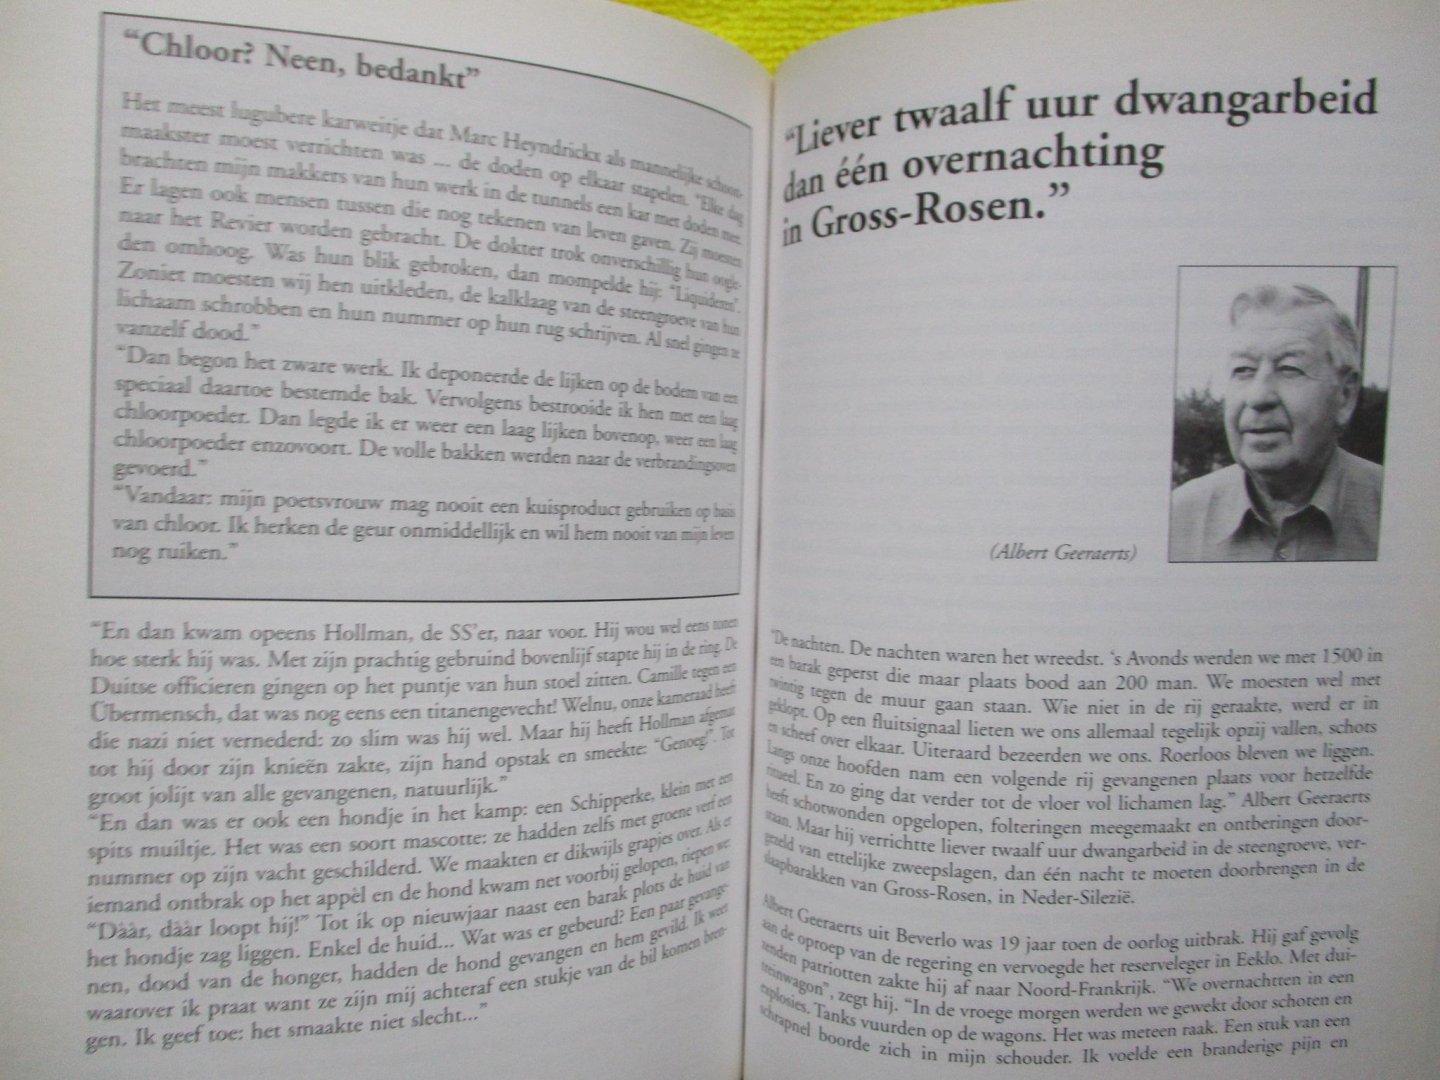 “Chloor? Neen, bedankt”
Het meest lugubere karweitje dat Marc Heyndrickx als mannelijke schoon-
maakster moest verrichten was ... de doden op elkaar stapelen. “Elke dag
brachten mijn makkers van hun werk in de tunnels een kar met doden mee.
Er lagen ook mensen tussen die nog tekenen van leven gaven. Zij moesten
naar het Revier worden gebracht. De dokter trok onverschillig hun oogle-
den omhoog. Was hun blik gebroken, dan mompelde hij: “Liquideren”.
Zoniet moesten wij hen uitkleden, de kalklaag van de steengroeve van hun
lichaam schrobben en hun nummer op hun rug schrijven. Al snel gingen ze
vanzelf dood.”
“Dan begon het zware werk. Ik deponeerde de lijken op de bodem van een
speciaal daartoe bestemde bak. Vervolgens bestrooide ik hen met een laag
chloorpoeder. Dan legde ik er weer een laag lijken bovenop, weer een laag
chloorpoeder enzovoort. De volle bakken werden naar de verbrandingsoven
gevoerd.”
“Vandaar: mijn poetsvrouw mag nooit een kuisproduct gebruiken op basis
van chloor. Ik herken de geur onmiddellijk en wil hem nooit van mijn leven
nog ruiken.”
“En dan kwam opeens Hollman, de SS’er, naar voor. Hij wou wel eens tonen
hoe sterk hij was. Met zijn prachtig gebruind bovenlijf stapte hij in de ring. De
Duitse officieren gingen op het puntje van hun stoel zitten. Camille tegen een
Übermensch, dat was nog eens een titanengevecht! Welnu, onze kameraad heeft
die nazi niet vernederd: zo slim was hij wel. Maar hij heeft Hollman afgemat
tot hij door zijn knieën zakte, zijn hand opstak en smeekte: “Genoeg!”. Tot
groot jolijt van alle gevangenen, natuurlijk.”
“En dan was er ook een hondje in het kamp: een Schipperke, klein met een
spits muiltje. Het was een soort mascotte: ze hadden zelfs met groene verf een
nummer op zijn vacht geschilderd. We maakten er dikwijls grapjes over. Als er
iemand ontbrak op het appèl en de hond kwam net voorbij gelopen, riepen we:
“Dààr, dààr loopt hij!” Tot ik op nieuwjaar naast een barak plots de huid van
het hondje zag liggen. Enkel de huid... Wat was er gebeurd? Een paar gevange-
nen, dood van de honger, hadden de hond gevangen en hem gevild. Ik weet
waarover ik praat want ze zijn mij achteraf een stukje van de bil komen bren-
gen. Ik geef toe: het smaakte niet slecht...”
“Liever twaalf uur dwangarbeid
dan één overnachting
in Gross-Rosen.”
(Albert Geeraerts)
“De nachten. De nachten waren het wreedst. ‘s Avonds werden we met 1500 in
een barak geperst die maar plaats bood aan 200 man. We moesten wel met
twintig tegen de muur gaan staan. Wie niet in de rij geraakte, werd er in
geklopt. Op een fluitsignaal lieten we ons allemaal tegelijk opzij vallen, schots
en scheef over elkaar. Uiteraard bezeerden we ons. Roerloos bleven we liggen.
Langs onze hoofden nam een volgende rij gevangenen plaats voor hetzelfde
ritueel. En zo ging dat verder tot de vloer vol lichamen lag.” Albert Geeraerts
heeft schotwonden opgelopen, folteringen meegemaakt en ontberingen door-
staan. Maar hij verrichtte liever twaalf uur dwangarbeid in de steengroeve, ver-
gezeld van ettelijke zweepslagen, dan één nacht te moeten doorbrengen in de
slaapbarakken van Gross-Rosen, in Neder-Silezië.
Albert Geeraerts uit Beverlo was 19 jaar toen de oorlog uitbrak. Hij gaf gevolg
aan de oproep van de regering en vervoegde het reserveleger in Eeklo. Met dui-
zenden patriotten zakte hij af naar Noord-Frankrijk. “We overnachtten in een
treinwagon”, zegt hij. “In de vroege morgen werden we gewekt door schoten en
explosies. Tanks vuurden op de wagons. Het was meteen raak. Een stuk van een
schrapnel boorde zich in mijn schouder. Ik voelde een branderige pijn en